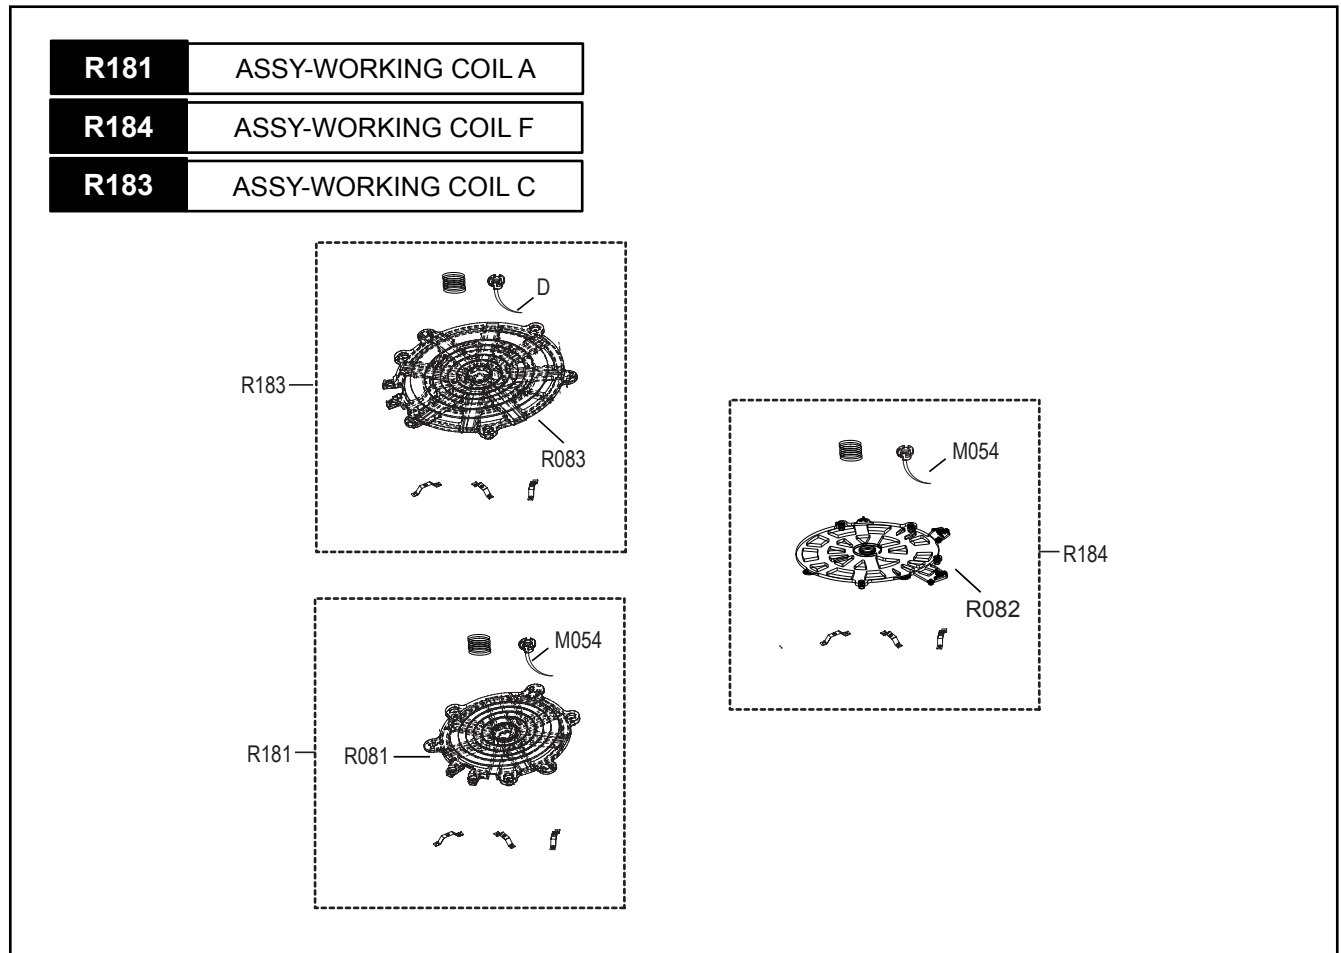 R181 ASSY-WORKING COIL A
R184 ASSY-WORKING COIL F
R183 ASSY-WORKING COIL C
D
R183
R083
M054
R184
R082
M054
R181
R081